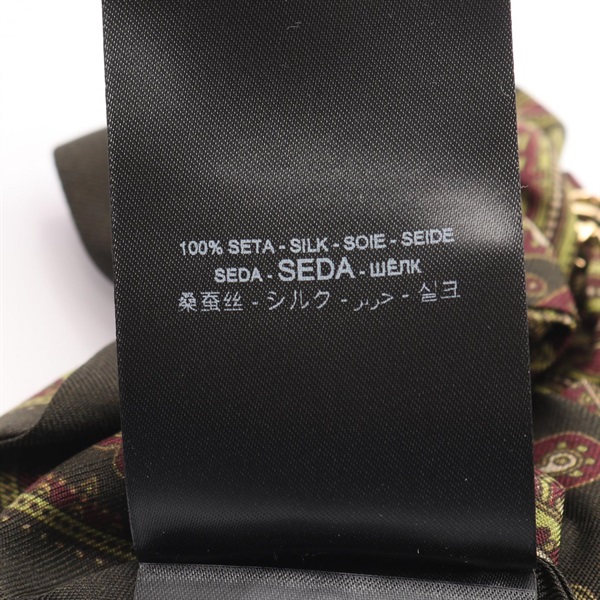 100% SETA - SILK - SOIE - SEIDE
SEDA - SEDA - ШЁЛК
桑蚕丝 - シルク - حرير - 실크